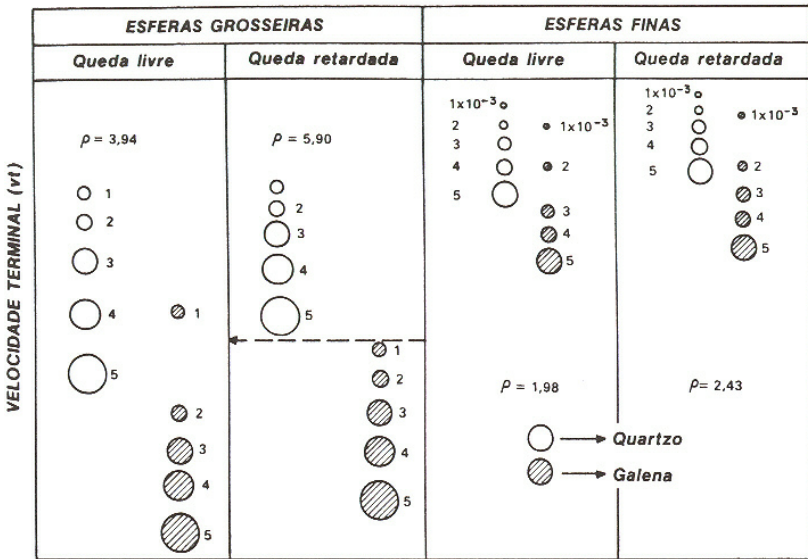 ESFERAS GROSSEIRAS
ESFERAS FINAS
Queda livre
Queda retardada
Queda livre
Queda retardada
VELOCIDADE TERMINAL (vt)
ρ = 3,94
1
2
3
4
5
1
2
3
4
5
ρ = 5,90
2
3
4
5
1
2
3
4
5
1x10⁻³
2
3
4
5
1x10⁻³
2
3
4
5
ρ = 1,98
1x10⁻³
2
3
4
5
1x10⁻³
2
3
4
5
ρ = 2,43
Quartzo
Galena